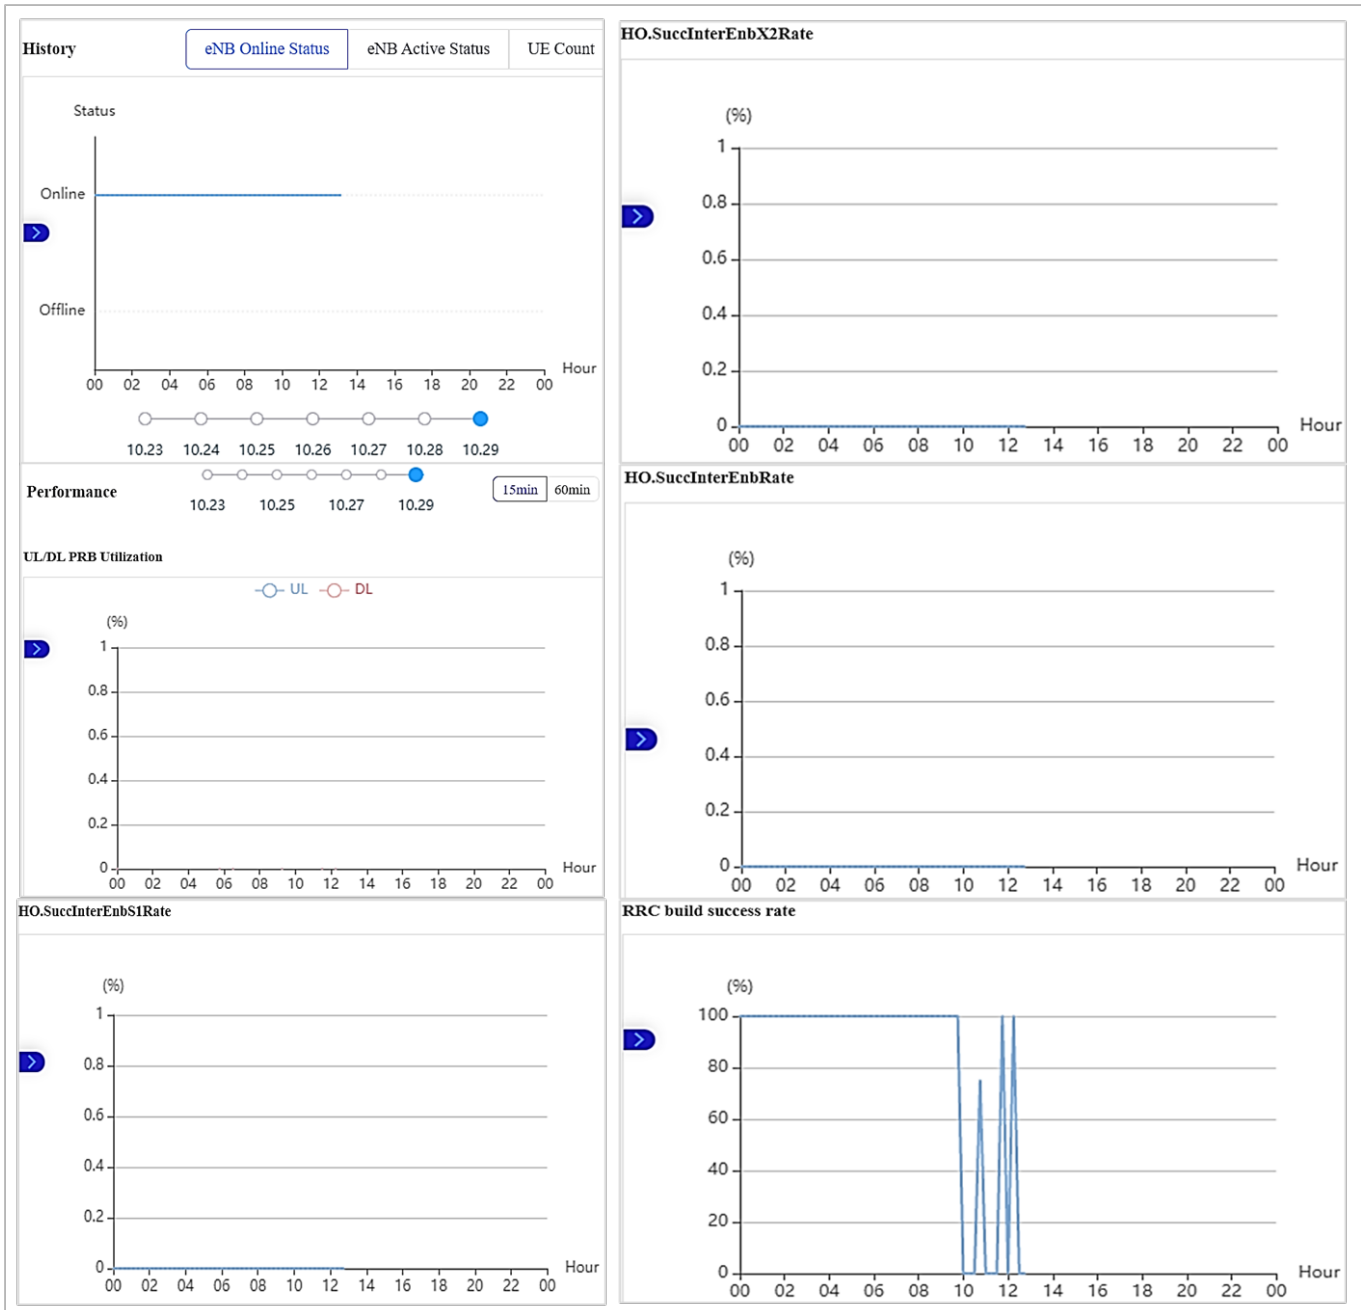 History
eNB Online Status
eNB Active Status
UE Count
Status
Online
Offline
Hour
00 02 04 06 08 10 12 14 16 18 20 22 00
10.23 10.24 10.25 10.26 10.27 10.28 10.29
Performance
10.23 10.25 10.27 10.29
15min 60min
UL/DL PRB Utilization
UL DL
(%)
1
0.8
0.6
0.4
0.2
0
Hour
00 02 04 06 08 10 12 14 16 18 20 22 00
HO.SuccInterEnbS1Rate
(%)
1
0.8
0.6
0.4
0.2
0
Hour
00 02 04 06 08 10 12 14 16 18 20 22 00
HO.SuccInterEnbX2Rate
(%)
1
0.8
0.6
0.4
0.2
0
Hour
00 02 04 06 08 10 12 14 16 18 20 22 00
HO.SuccInterEnbRate
(%)
1
0.8
0.6
0.4
0.2
0
Hour
00 02 04 06 08 10 12 14 16 18 20 22 00
RRC build success rate
(%)
100
80
60
40
20
0
Hour
00 02 04 06 08 10 12 14 16 18 20 22 00